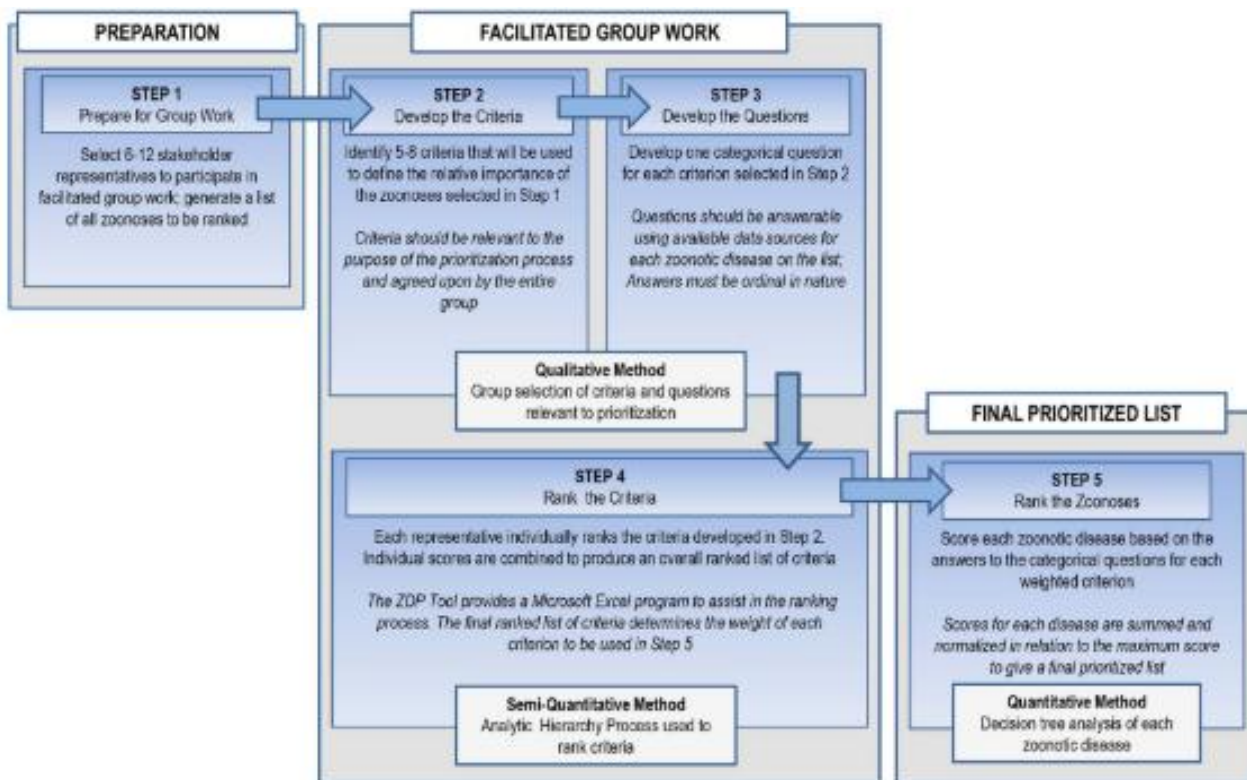 PREPARATION
STEP 1
Prepare for Group Work
Select 6-12 stakeholder
representatives to participate in
facilitated group work; generate a list
of all zoonoses to be ranked
FACILITATED GROUP WORK
STEP 2
Develop the Criteria
Identify 5-8 criteria that will be used
to define the relative importance of
the zoonoses selected in Step 1
Criteria should be relevant to the
purpose of the prioritization process
and agreed upon by the entire
group
STEP 3
Develop the Questions
Develop one categorical question
for each criterion selected in Step 2
Questions should be answerable
using available data sources for
each zoonotic disease on the list;
Answers must be ordinal in nature
Qualitative Method
Group selection of criteria and questions
relevant to prioritization
STEP 4
Rank the Criteria
Each representative individually ranks the criteria developed in Step 2.
Individual scores are combined to produce an overall ranked list of criteria
The ZDP Tool provides a Microsoft Excel program to assist in the ranking
process. The final ranked list of criteria determines the weight of each
criterion to be used in Step 5
Semi-Quantitative Method
Analytic Hierarchy Process used to
rank criteria
FINAL PRIORITIZED LIST
STEP 5
Rank the Zoonoses
Score each zoonotic disease based on the
answers to the categorical questions for each
weighted criterion
Scores for each disease are summed and
normalized in relation to the maximum score
to give a final prioritized list
Quantitative Method
Decision tree analysis of each
zoonotic disease